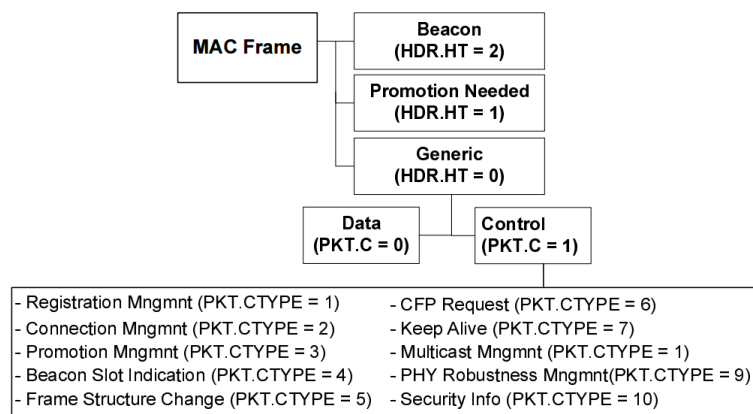 MAC Frame
Beacon
(HDR.HT = 2)
Promotion Needed
(HDR.HT = 1)
Generic
(HDR.HT = 0)
Data
(PKT.C = 0)
Control
(PKT.C = 1)
- Registration Mngmnt (PKT.CTYPE = 1)
- Connection Mngmnt (PKT.CTYPE = 2)
- Promotion Mngmnt (PKT.CTYPE = 3)
- Beacon Slot Indication (PKT.CTYPE = 4)
- Frame Structure Change (PKT.CTYPE = 5)
- CFP Request (PKT.CTYPE = 6)
- Keep Alive (PKT.CTYPE = 7)
- Multicast Mngmnt (PKT.CTYPE = 1)
- PHY Robustness Mngmnt(PKT.CTYPE = 9)
- Security Info (PKT.CTYPE = 10)